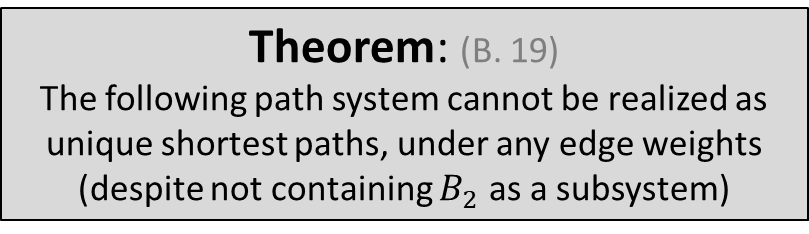 Theorem: (B. 19)
The following path system cannot be realized as
unique shortest paths, under any edge weights
(despite not containing B₂ as a subsystem)